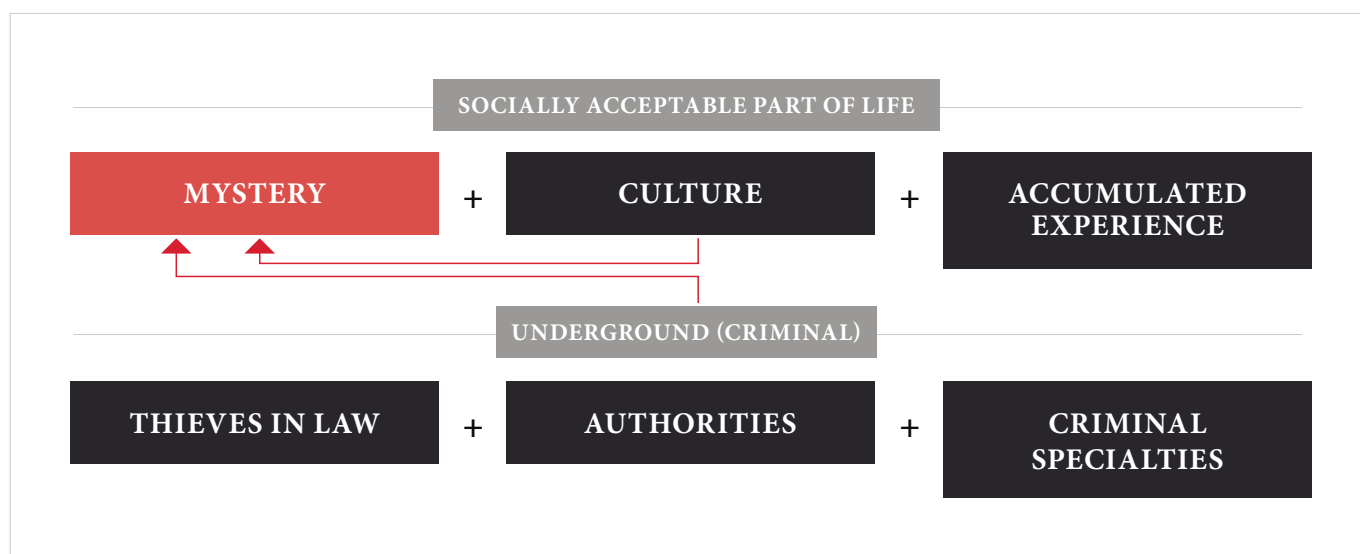 SOCIALLY ACCEPTABLE PART OF LIFE
MYSTERY + CULTURE + ACCUMULATED
EXPERIENCE
UNDERGROUND (CRIMINAL)
THIEVES IN LAW + AUTHORITIES + CRIMINAL
SPECIALTIES